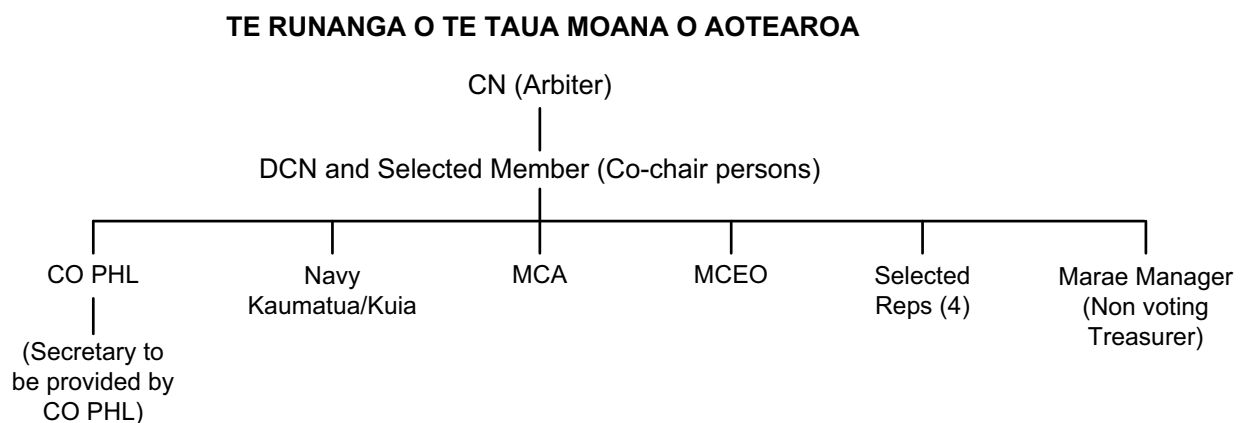 TE RUNANGA O TE TAUA MOANA O AOTEAROA
CN (Arbiter)
DCN and Selected Member (Co-chair persons)
CO PHL
(Secretary to
be provided by
CO PHL)
Navy
Kaumatua/Kuia
MCA
MCEO
Selected
Reps (4)
Marae Manager
(Non voting
Treasurer)